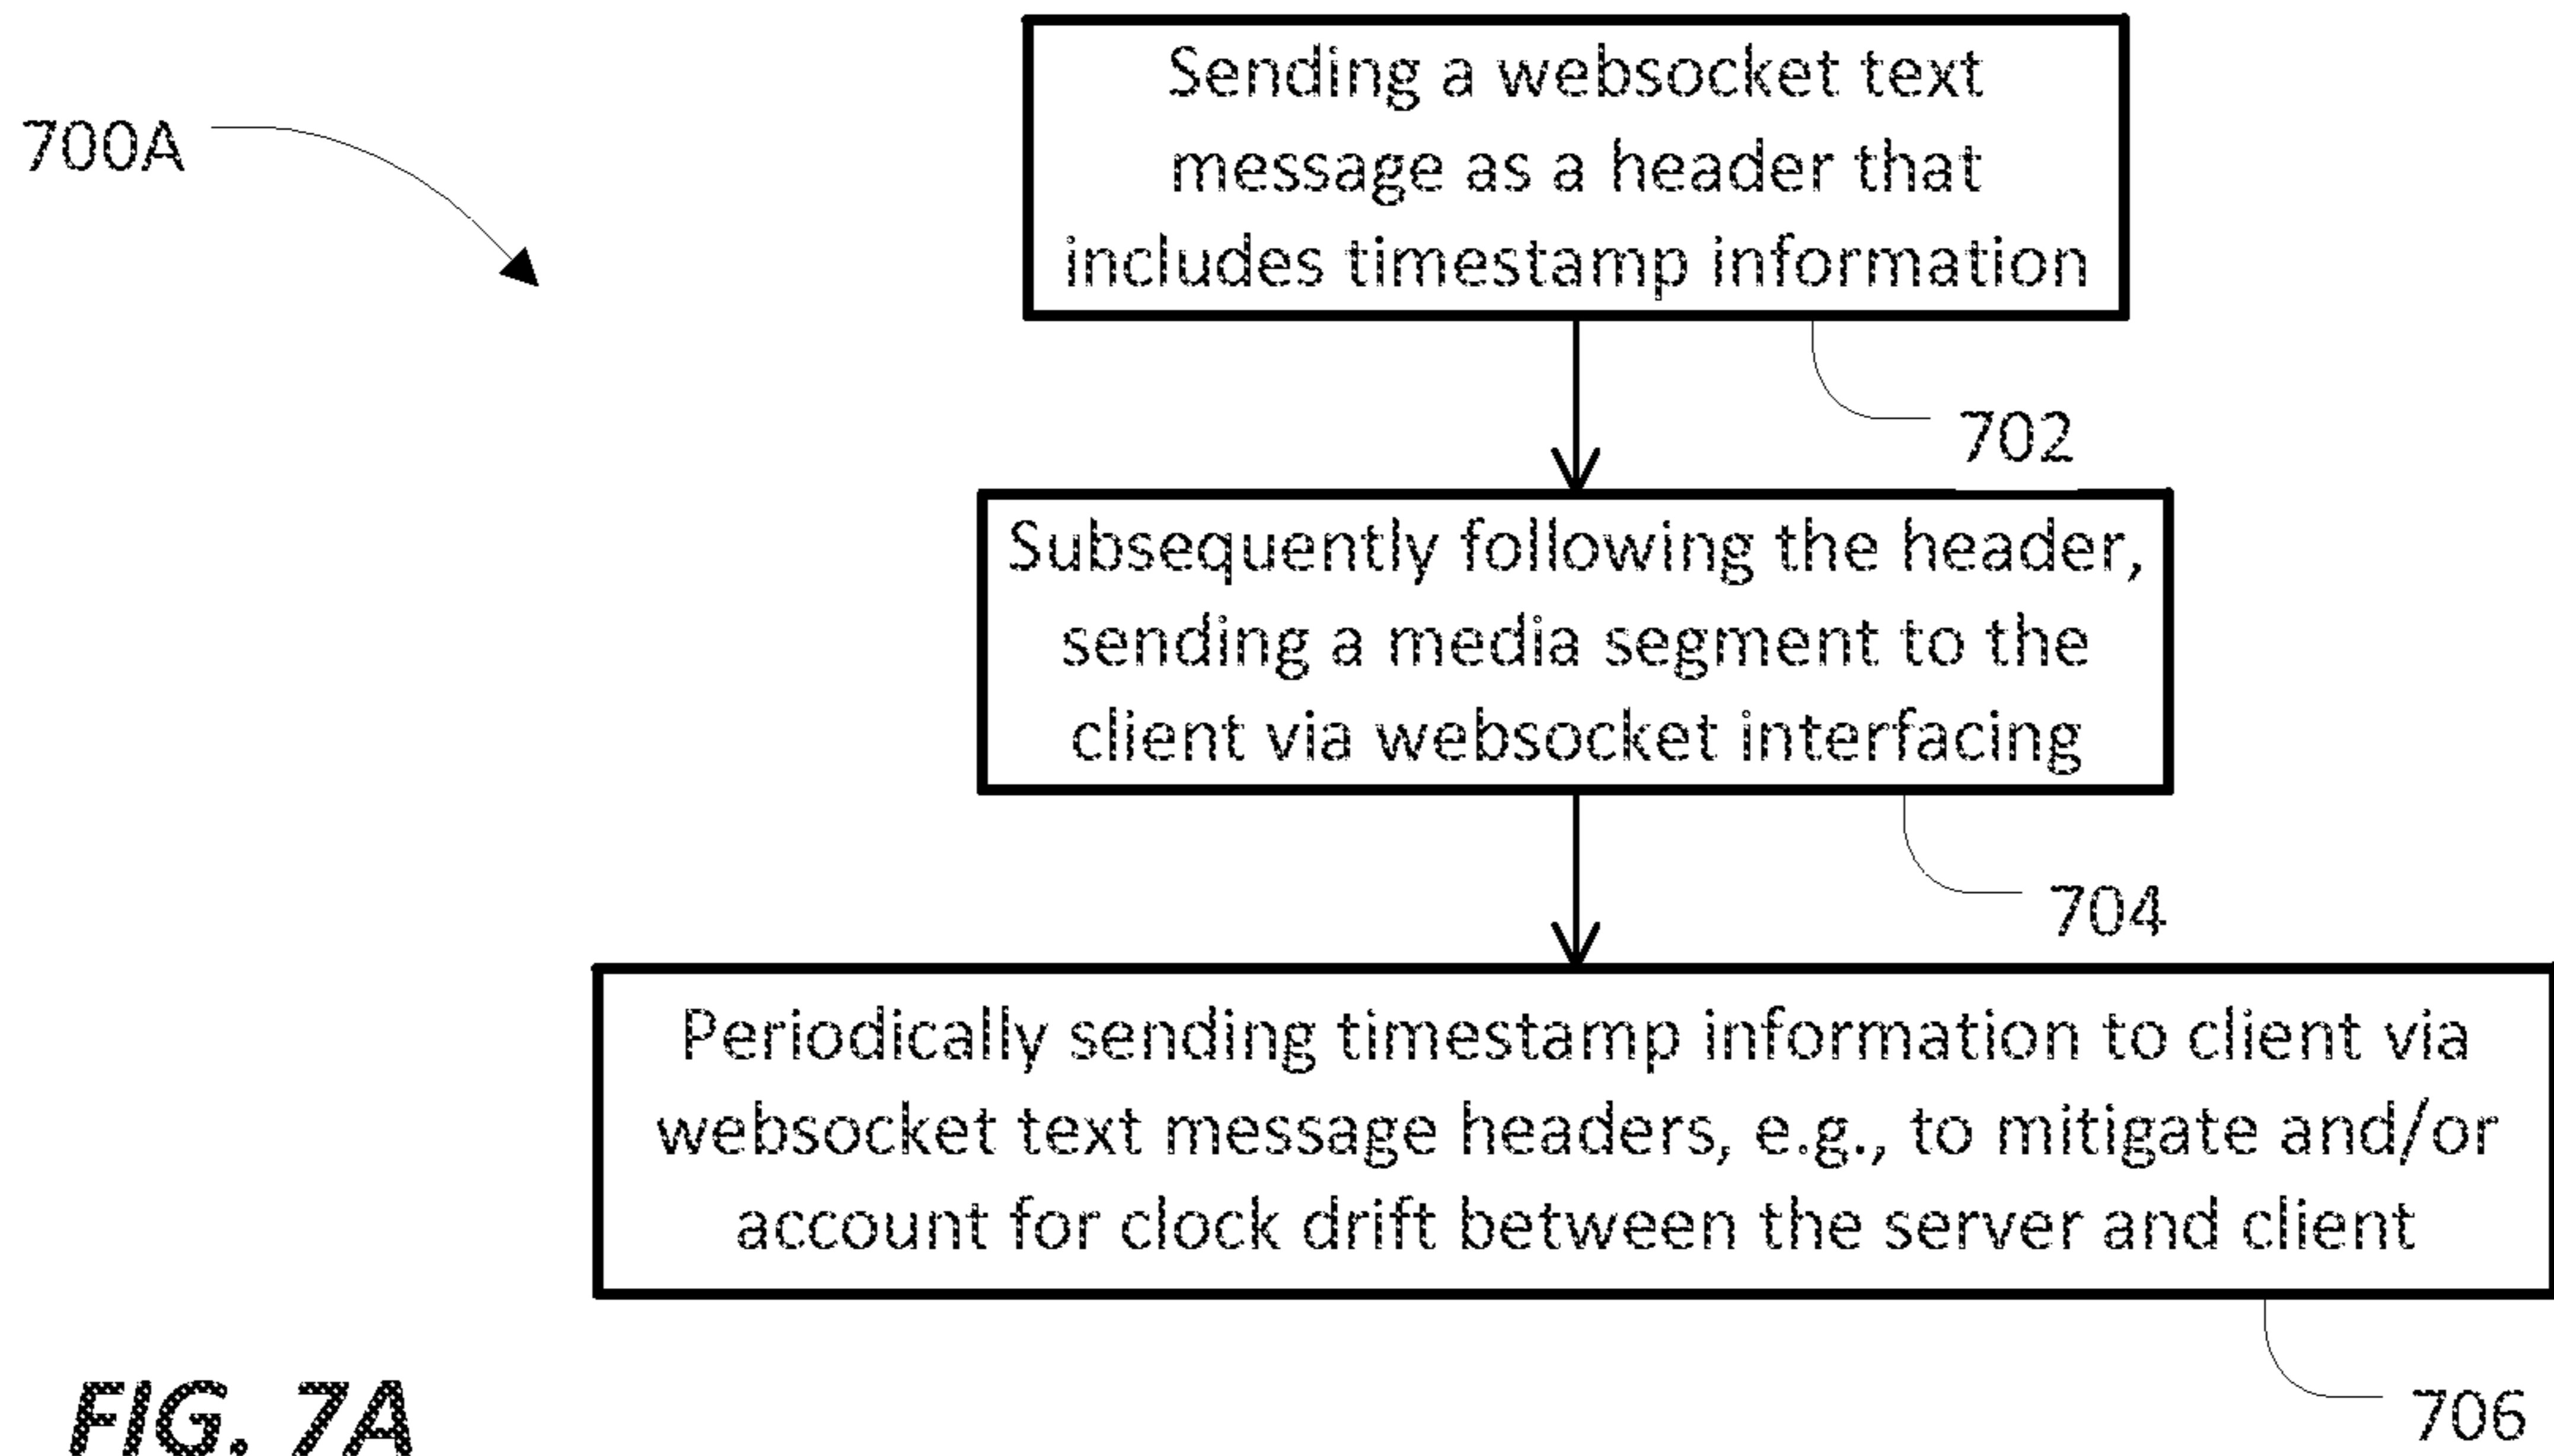 700A
Sending a websocket text
message as a header that
includes timestamp information
702
Subsequently following the header,
sending a media segment to the
client via websocket interfacing
704
Periodically sending timestamp information to client via
websocket text message headers, e.g., to mitigate and/or
account for clock drift between the server and client
706
FIG. 7A